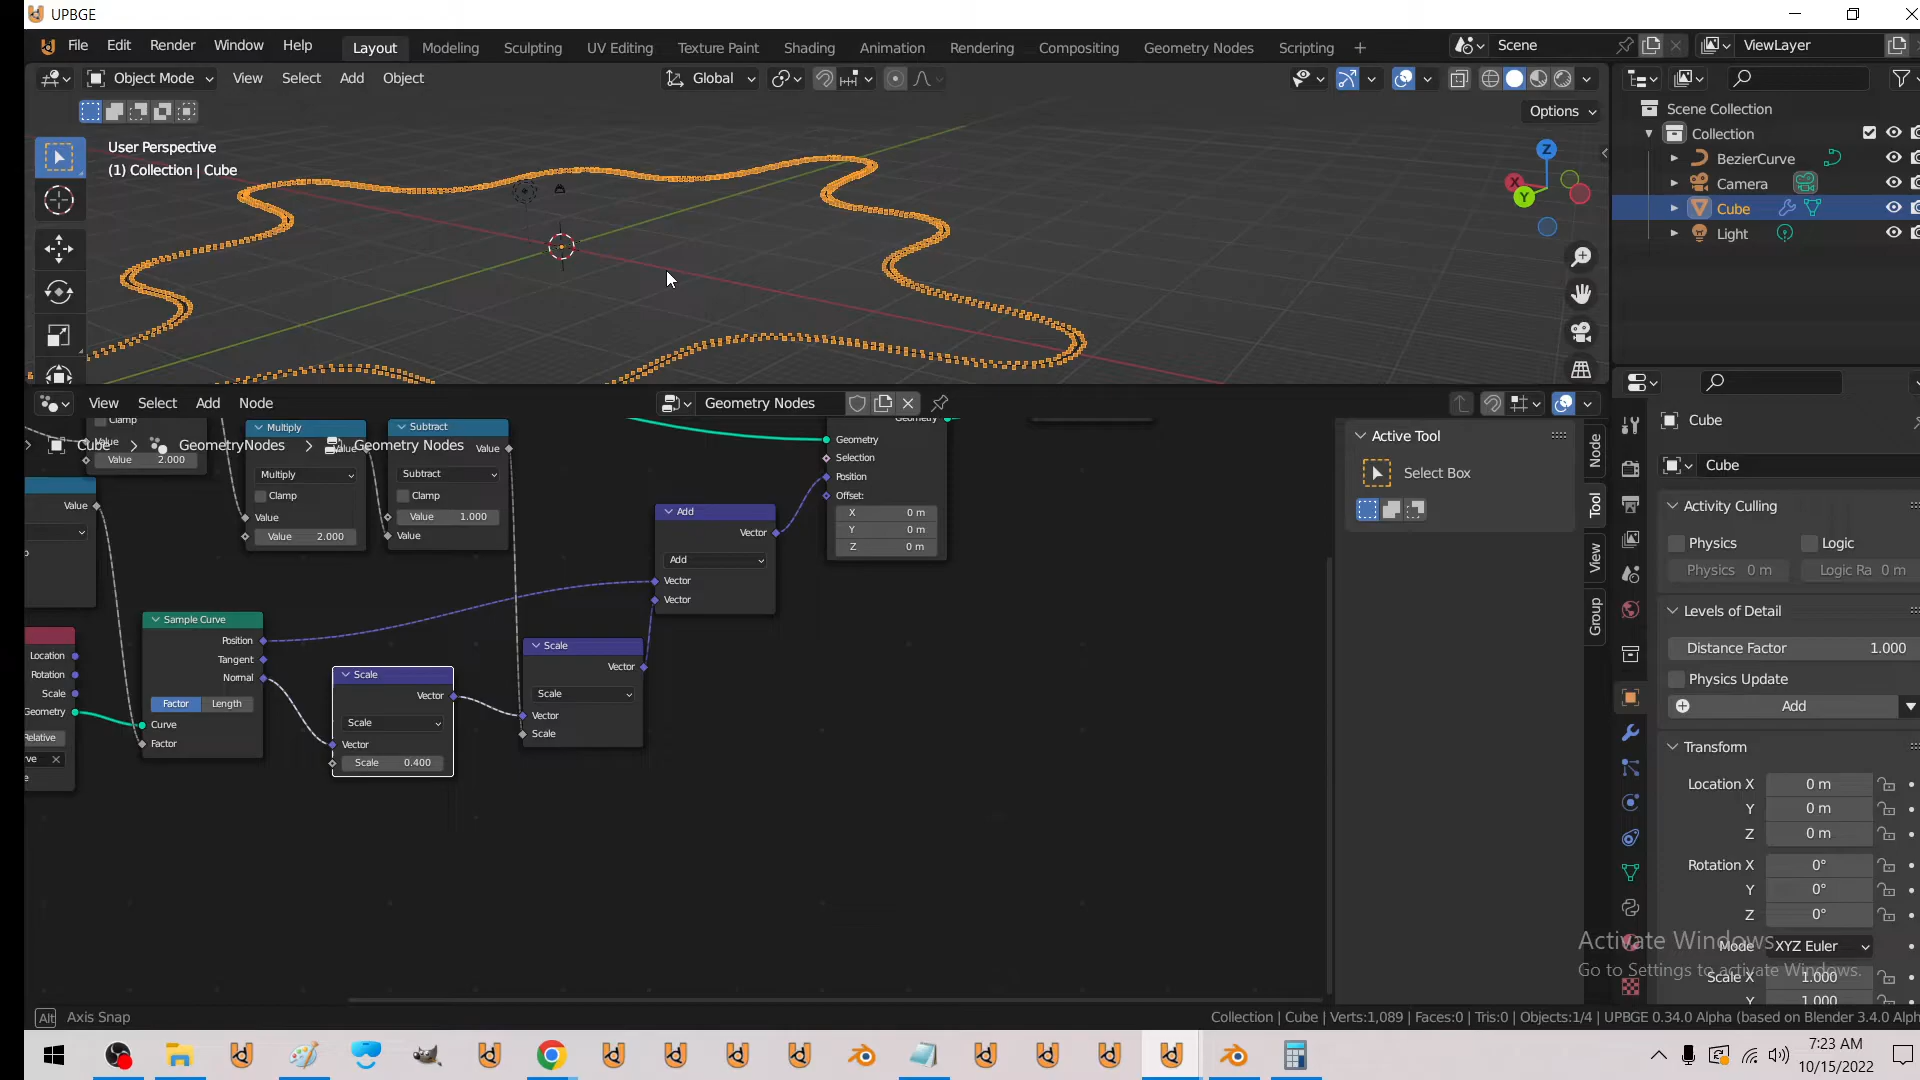 UPBGE
File Edit Render Window Help
Layout Modeling Sculpting UV Editing Texture Paint Shading Animation Rendering Compositing Geometry Nodes Scripting +
Scene
ViewLayer
Object Mode View Select Add Object
Global
Options
User Perspective
(1) Collection | Cube
Z
X
Y
Scene Collection
Collection
BezierCurve
Camera
Cube
Light
View Select Add Node
Geometry Nodes
Clamp
Value
Value 2.000
Cube > GeometryNodes > Geometry Nodes
Multiply
Value
Multiply
Clamp
Value
Value 2.000
Subtract
Value
Subtract
Clamp
Value 1.000
Value
Value
Geometry
Geometry
Selection
Position
Offset:
X 0 m
Y 0 m
Z 0 m
Add
Vector
Add
Vector
Vector
Location
Rotation
Scale
Geometry
Relative
Sample Curve
Position
Tangent
Normal
Factor Length
Curve
Factor
Scale
Vector
Scale
Vector
Scale 0.400
Scale
Vector
Scale
Vector
Scale
Active Tool
Select Box
Node
Tool
View
Group
Cube
Cube
Activity Culling
Physics Logic
Physics 0 m Logic Ra 0 m
Levels of Detail
Distance Factor 1.000
Physics Update
Add
Transform
Location X 0 m
Y 0 m
Z 0 m
Rotation X 0°
Y 0°
Z 0°
Mode XYZ Euler
Scale X 1.000
Y 1.000
Activate Windows
Go to Settings to activate Windows.
Alt Axis Snap
Collection | Cube | Verts:1,089 | Faces:0 | Tris:0 | Objects:1/4 | UPBGE 0.34.0 Alpha (based on Blender 3.4.0 Alph
7:23 AM
10/15/2022